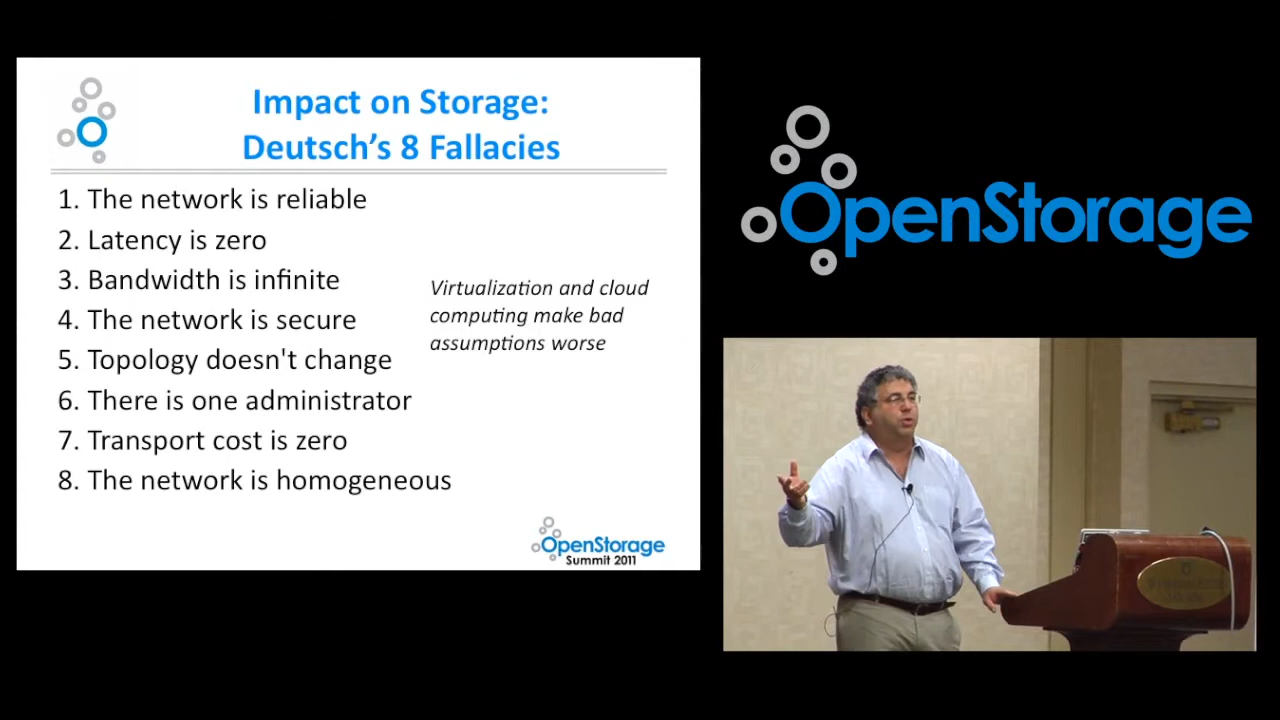 Impact on Storage:
Deutsch's 8 Fallacies
1. The network is reliable
2. Latency is zero
3. Bandwidth is infinite
4. The network is secure
5. Topology doesn't change
6. There is one administrator
7. Transport cost is zero
8. The network is homogeneous
Virtualization and cloud
computing make bad
assumptions worse
OpenStorage
Summit 2011
OpenStorage